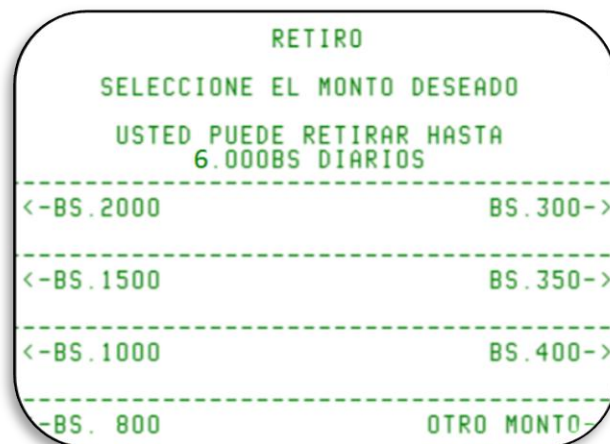 RETIRO
SELECCIONE EL MONTO DESEADO
USTED PUEDE RETIRAR HASTA
6.000BS DIARIOS
<-BS.2000 BS.300->
<-BS.1500 BS.350->
<-BS.1000 BS.400->
<-BS. 800 OTRO MONTO->